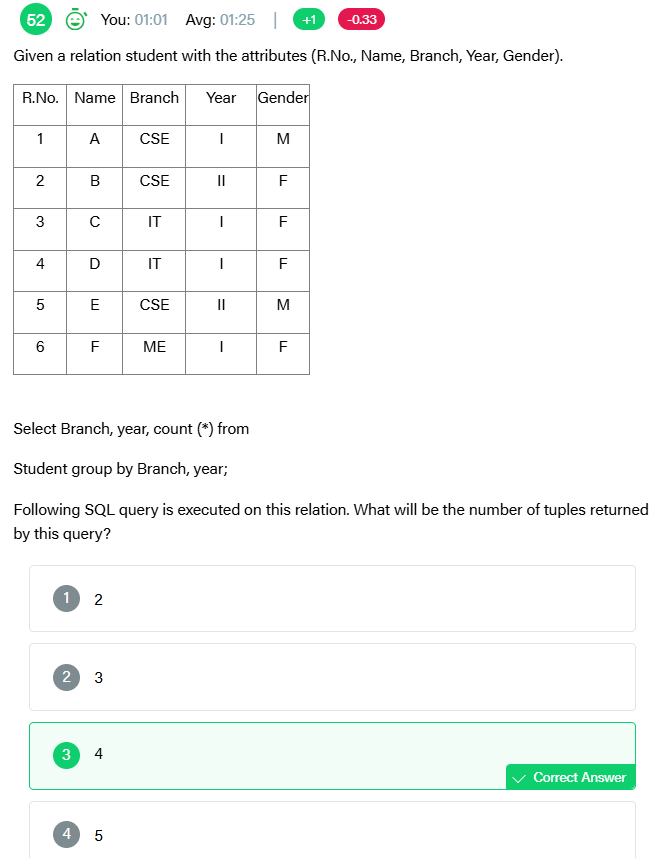 52 You: 01:01 Avg: 01:25 | +1 -0.33
Given a relation student with the attributes (R.No., Name, Branch, Year, Gender).
R.No. Name Branch Year Gender
1 A CSE I M
2 B CSE II F
3 C IT I F
4 D IT I F
5 E CSE II M
6 F ME I F
Select Branch, year, count (*) from
Student group by Branch, year;
Following SQL query is executed on this relation. What will be the number of tuples returned
by this query?
1 2
2 3
3 4
Correct Answer
4 5